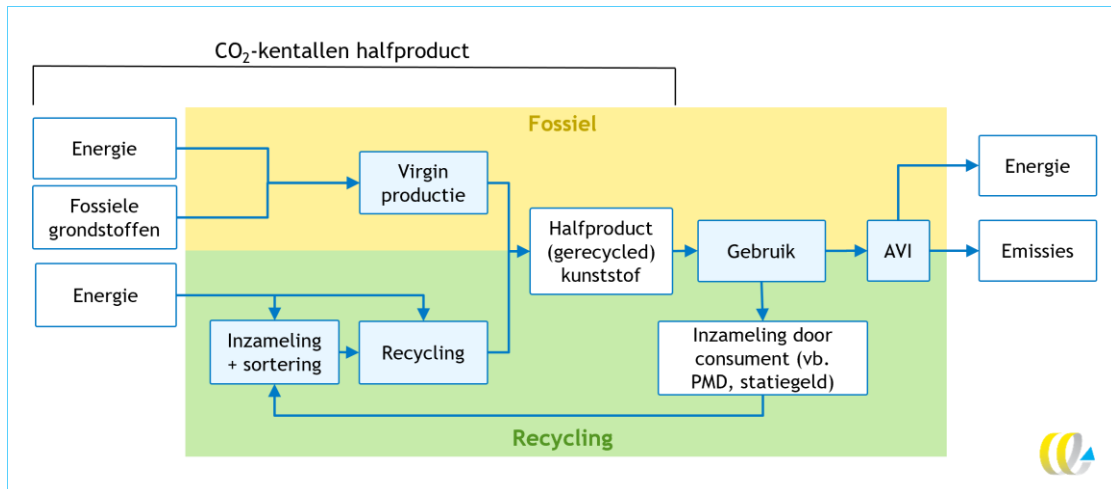 CO₂-kentallen halfproduct
Fossiel
Energie
Fossiele
grondstoffen
Virgin
productie
Halfproduct
(gerecycled)
kunststof
Gebruik
AVI
Energie
Emissies
Energie
Inzameling
+ sortering
Recycling
Inzameling door
consument (vb.
PMD, statiegeld)
Recycling